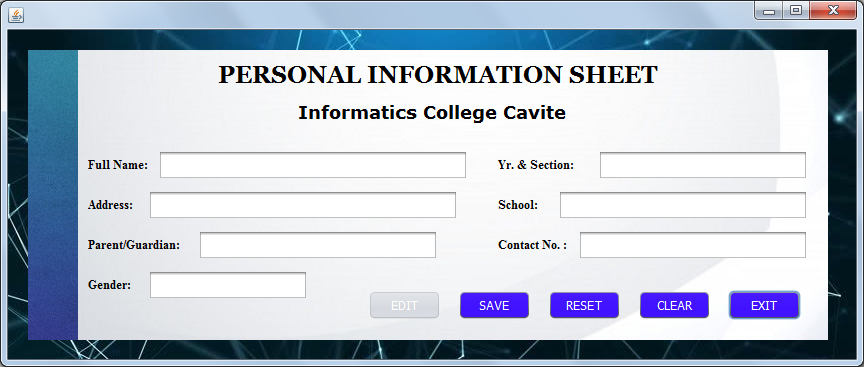 PERSONAL INFORMATION SHEET
Informatics College Cavite
Full Name:
Yr. & Section:
Address:
School:
Parent/Guardian:
Contact No. :
Gender:
EDIT
SAVE
RESET
CLEAR
EXIT